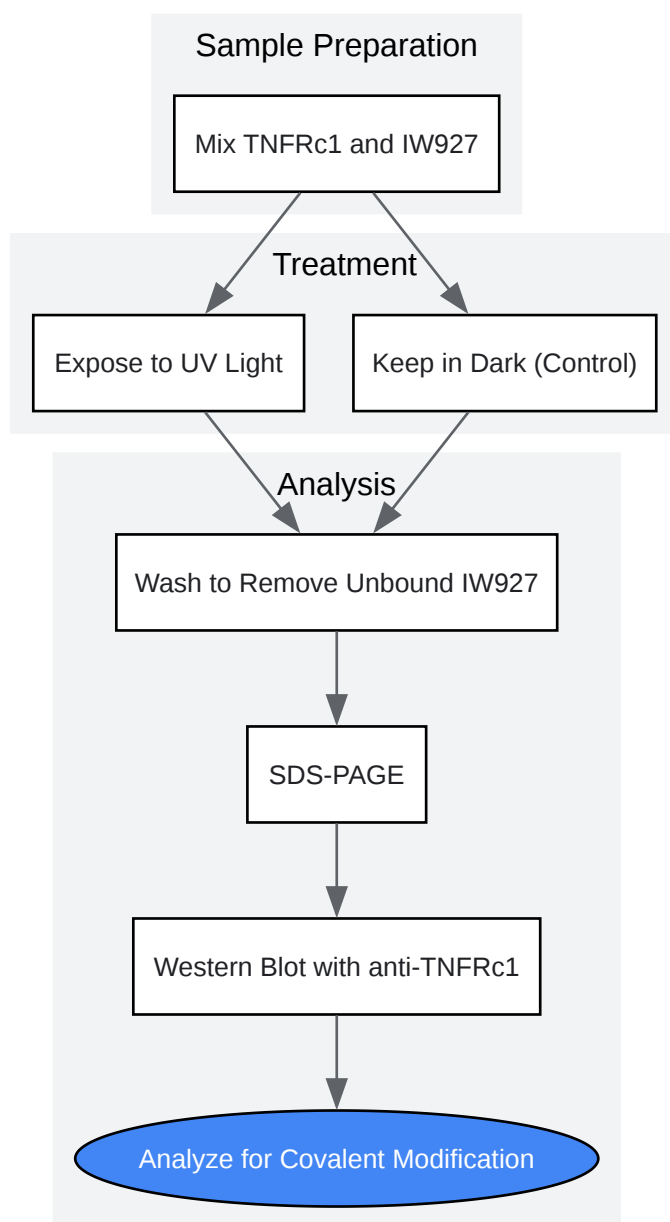 Sample Preparation
Mix TNFRc1 and IW927
Treatment
Expose to UV Light
Keep in Dark (Control)
Analysis
Wash to Remove Unbound IW927
SDS-PAGE
Western Blot with anti-TNFRc1
Analyze for Covalent Modification